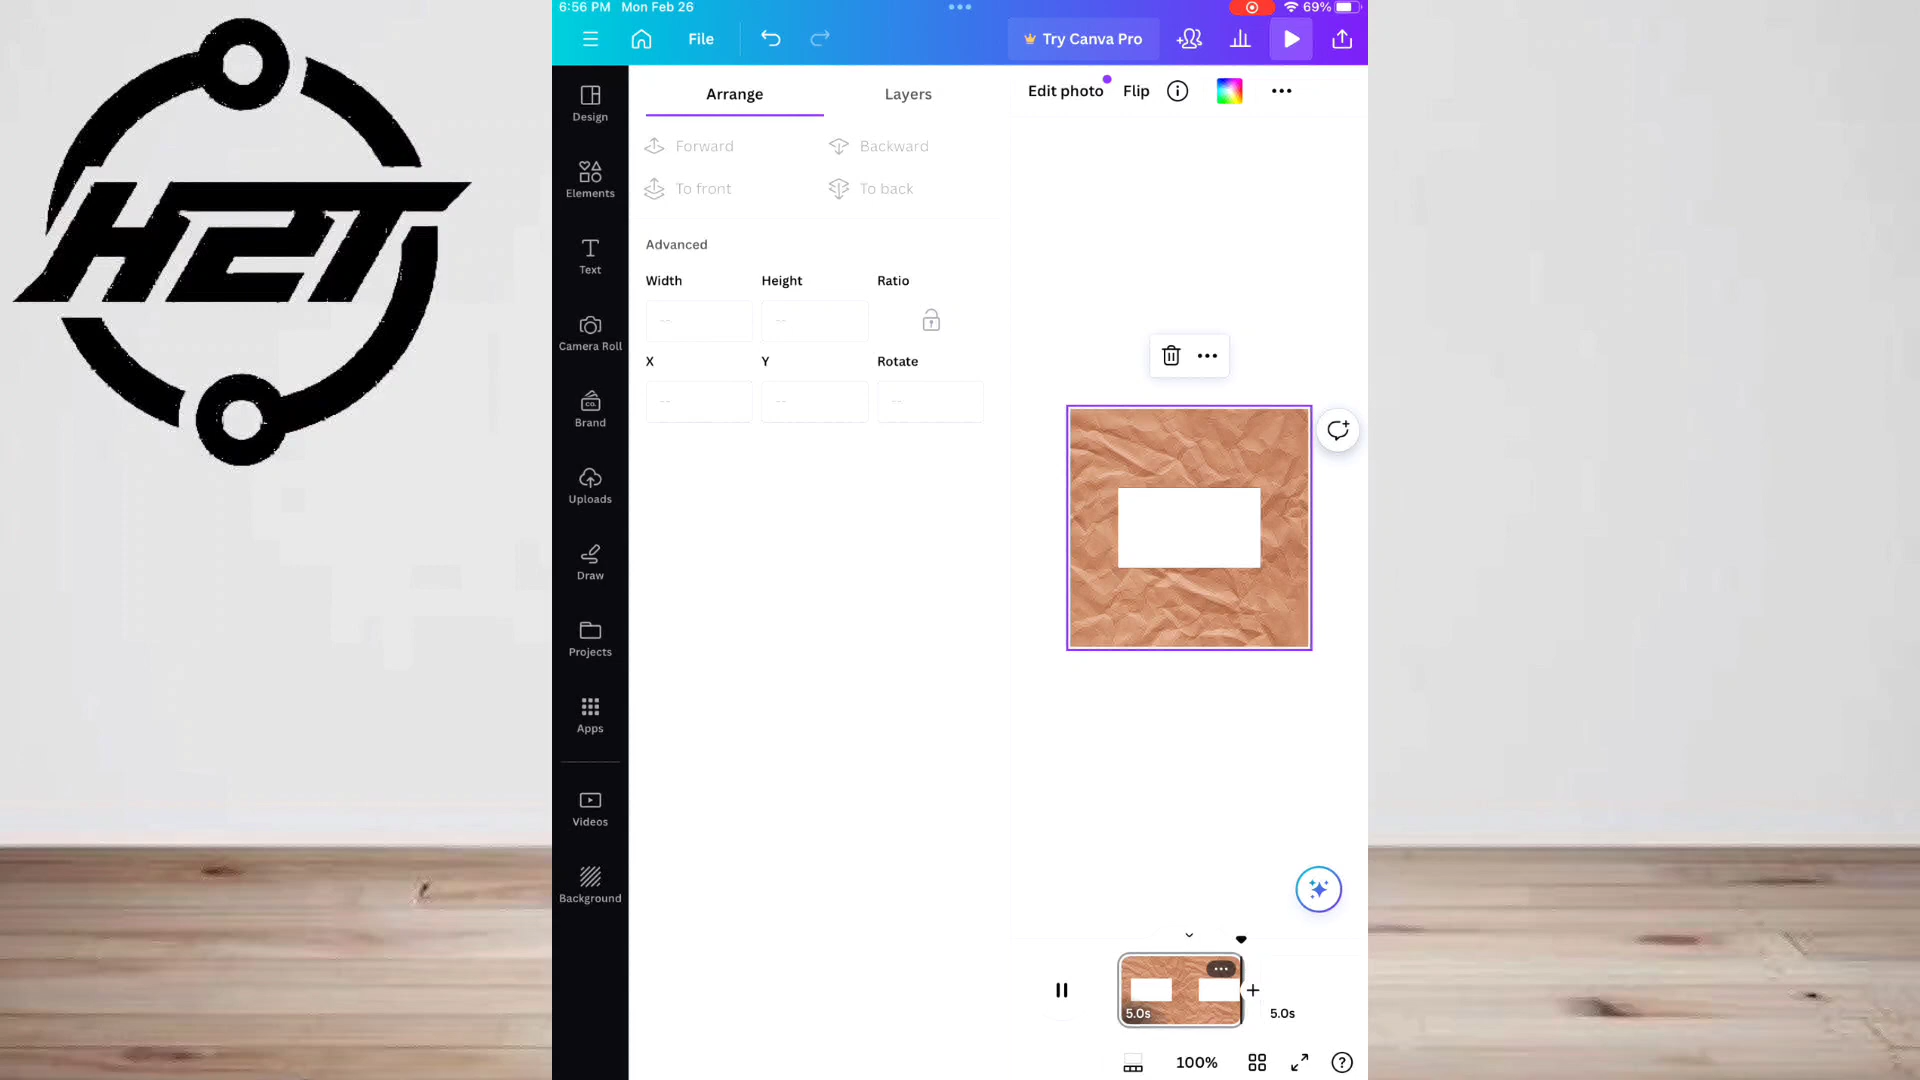 H2T
6:56 PM Mon Feb 26
69%
File
Try Canva Pro
Design
Elements
Text
Camera Roll
CO.
Brand
Uploads
Draw
Projects
Apps
Videos
Background
Arrange
Layers
Forward
Backward
To front
To back
Advanced
Width
Height
Ratio
--
--
X
Y
Rotate
--
--
--
Edit photo
Flip
5.0s
5.0s
100%